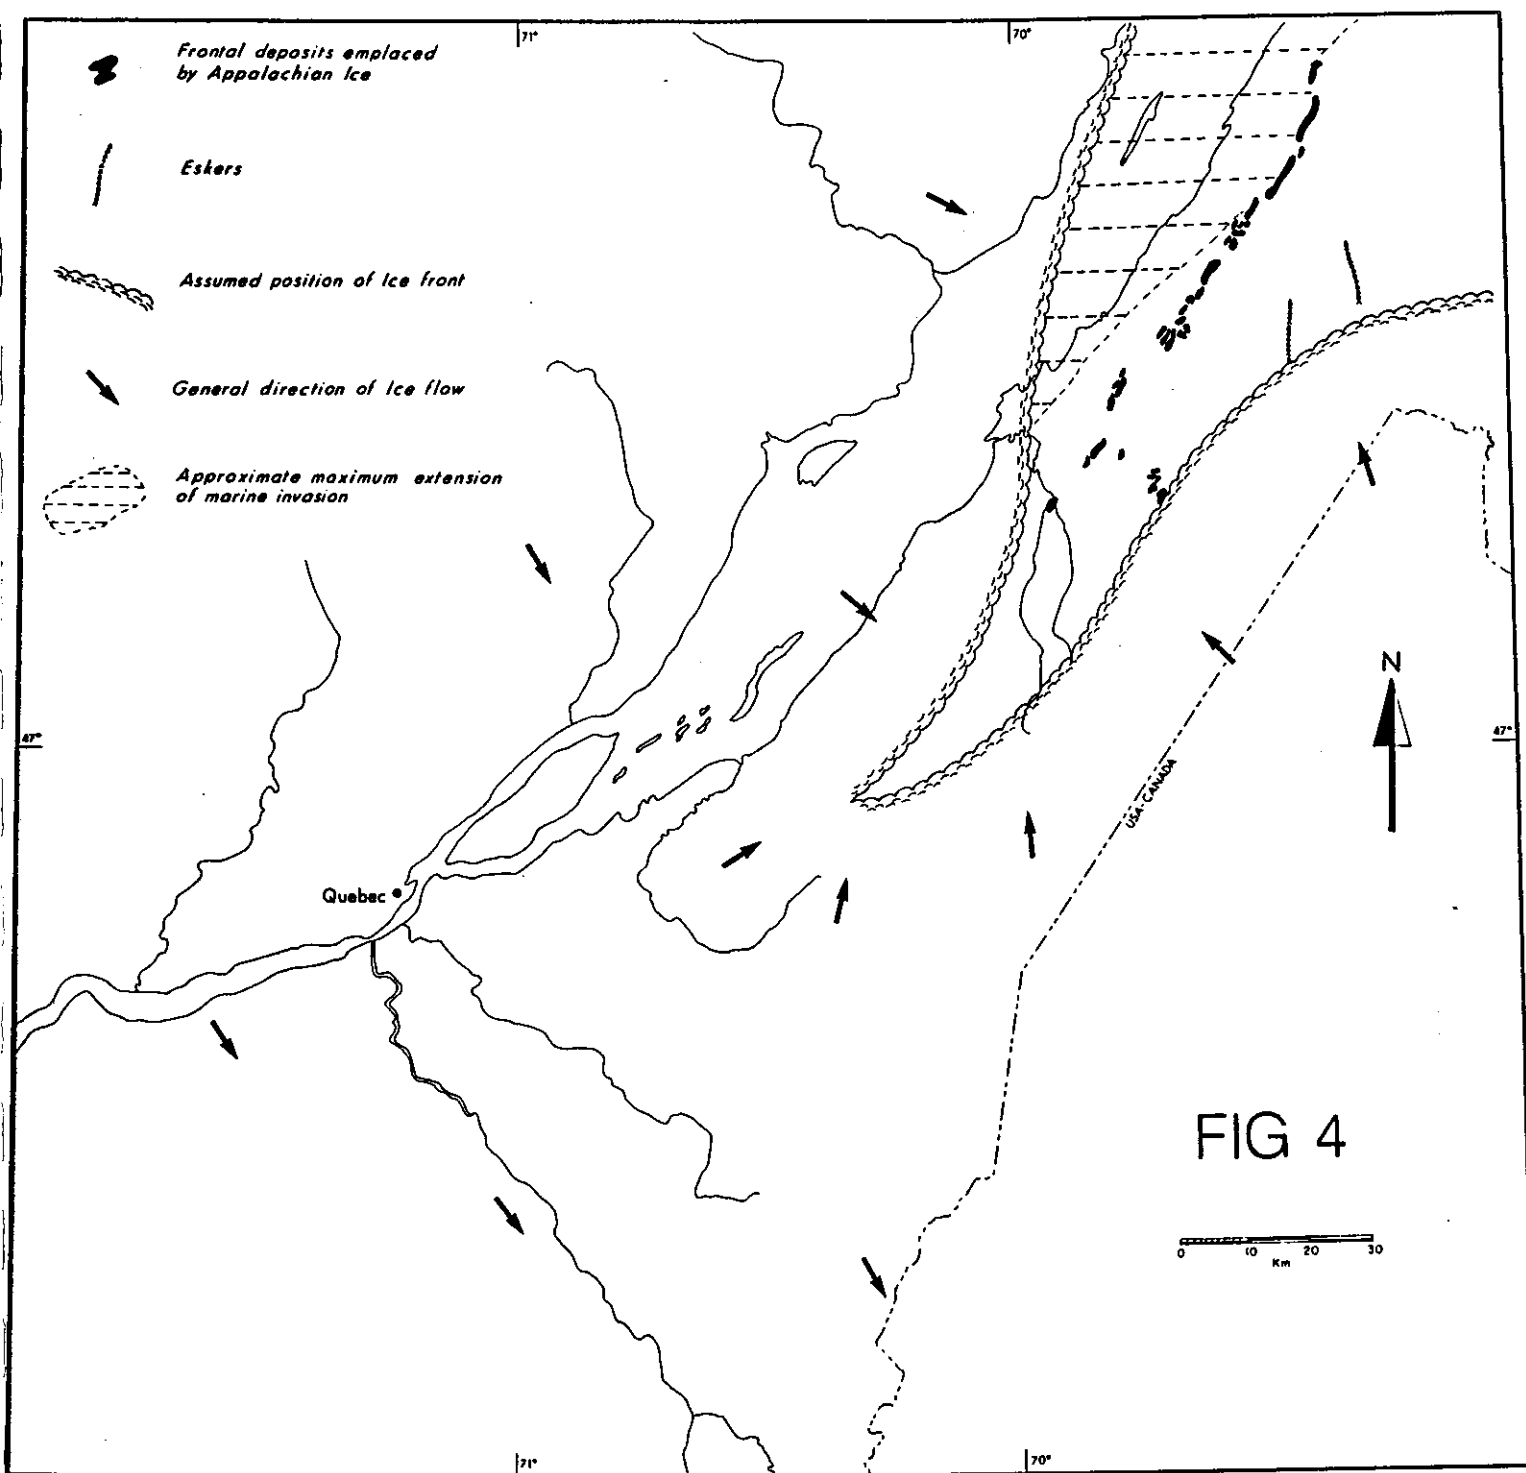 71°
70°
Frontal deposits emplaced
by Appalachian Ice
Eskers
Assumed position of Ice front
General direction of Ice flow
Approximate maximum extension
of marine invasion
N
47°
47°
USA-CANADA
Quebec
FIG 4
0 10 20 30
Km
71°
70°